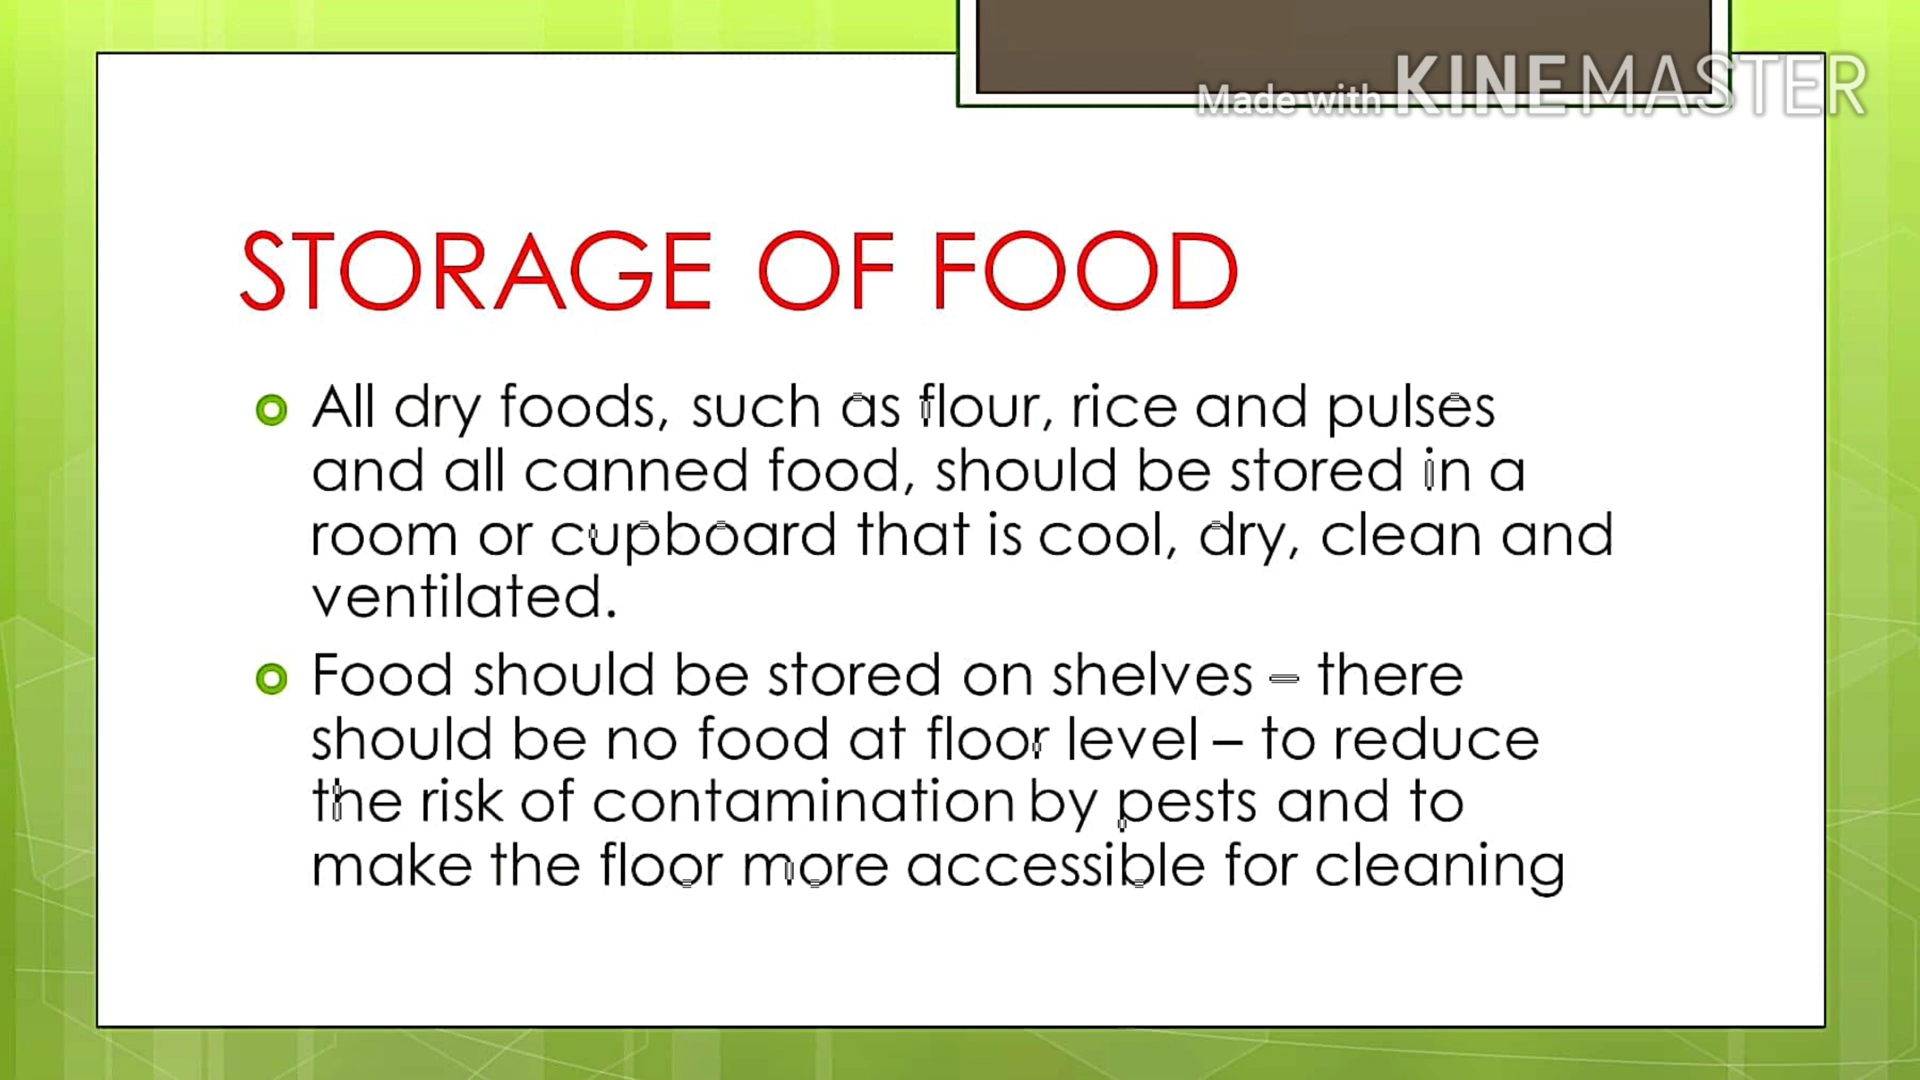 Made with KINEMASTER
STORAGE OF FOOD
All dry foods, such as flour, rice and pulses
and all canned food, should be stored in a
room or cupboard that is cool, dry, clean and
ventilated.
Food should be stored on shelves – there
should be no food at floor level – to reduce
the risk of contamination by pests and to
make the floor more accessible for cleaning